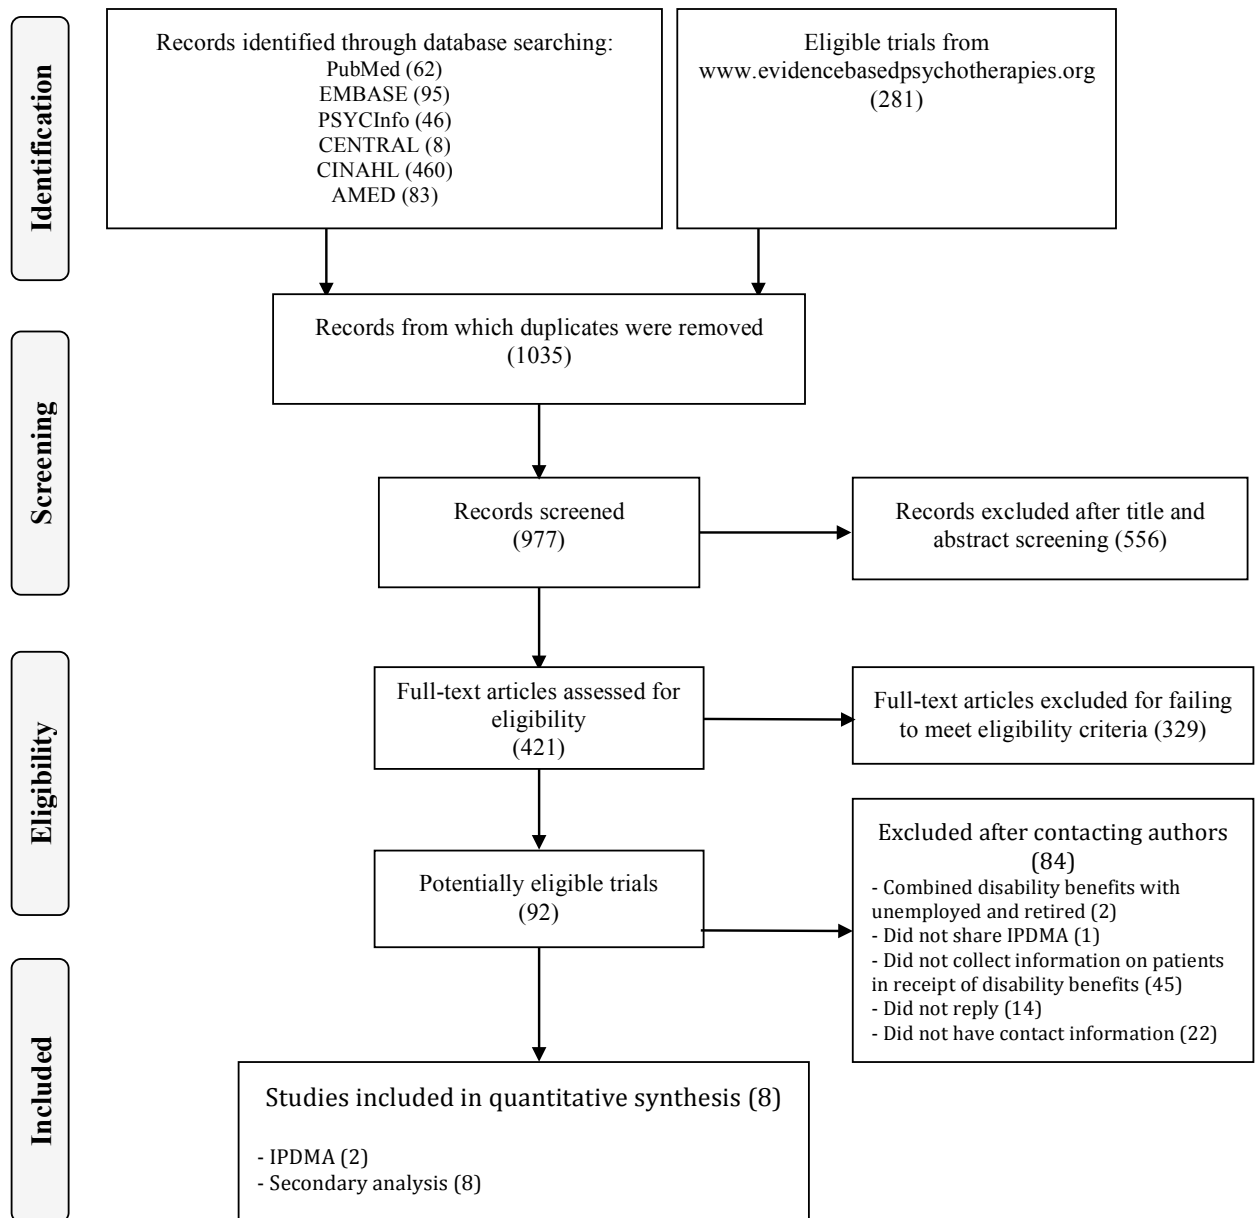 Identification
Records identified through database searching:
PubMed (62)
EMBASE (95)
PSYCInfo (46)
CENTRAL (8)
CINAHL (460)
AMED (83)
Eligible trials from
www.evidencebasedpsychotherapies.org
(281)
Records from which duplicates were removed
(1035)
Screening
Records screened
(977)
Records excluded after title and
abstract screening (556)
Eligibility
Full-text articles assessed for
eligibility
(421)
Full-text articles excluded for failing
to meet eligibility criteria (329)
Potentially eligible trials
(92)
Excluded after contacting authors
(84)
- Combined disability benefits with
unemployed and retired (2)
- Did not share IPDMA (1)
- Did not collect information on patients
in receipt of disability benefits (45)
- Did not reply (14)
- Did not have contact information (22)
Included
Studies included in quantitative synthesis (8)
- IPDMA (2)
- Secondary analysis (8)